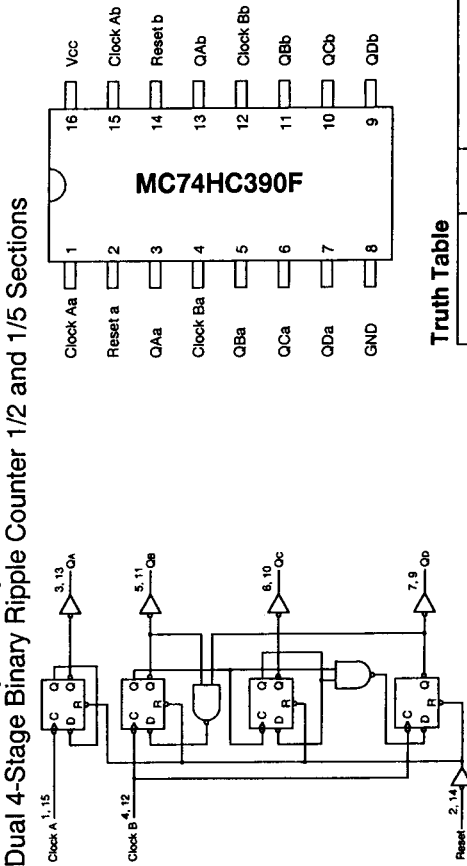 Dual 4-Stage Binary Ripple Counter 1/2 and 1/5 Sections
Clock A 1, 15
C Q
D Q
R
3, 13 QA
Clock B 4, 12
C Q
D Q
R
5, 11 QB
C Q
D Q
R
6, 10 QC
C Q
D
R
7, 9 QD
Reset 2, 14
Clock Aa 1 16 Vcc
Reset a 2 15 Clock Ab
QAa 3 14 Reset b
Clock Ba 4 13 QAb
QBa 5 12 Clock Bb
QCa 6 11 QBb
QDa 7 10 QCb
GND 8 9 QDb
MC74HC390F
Truth Table